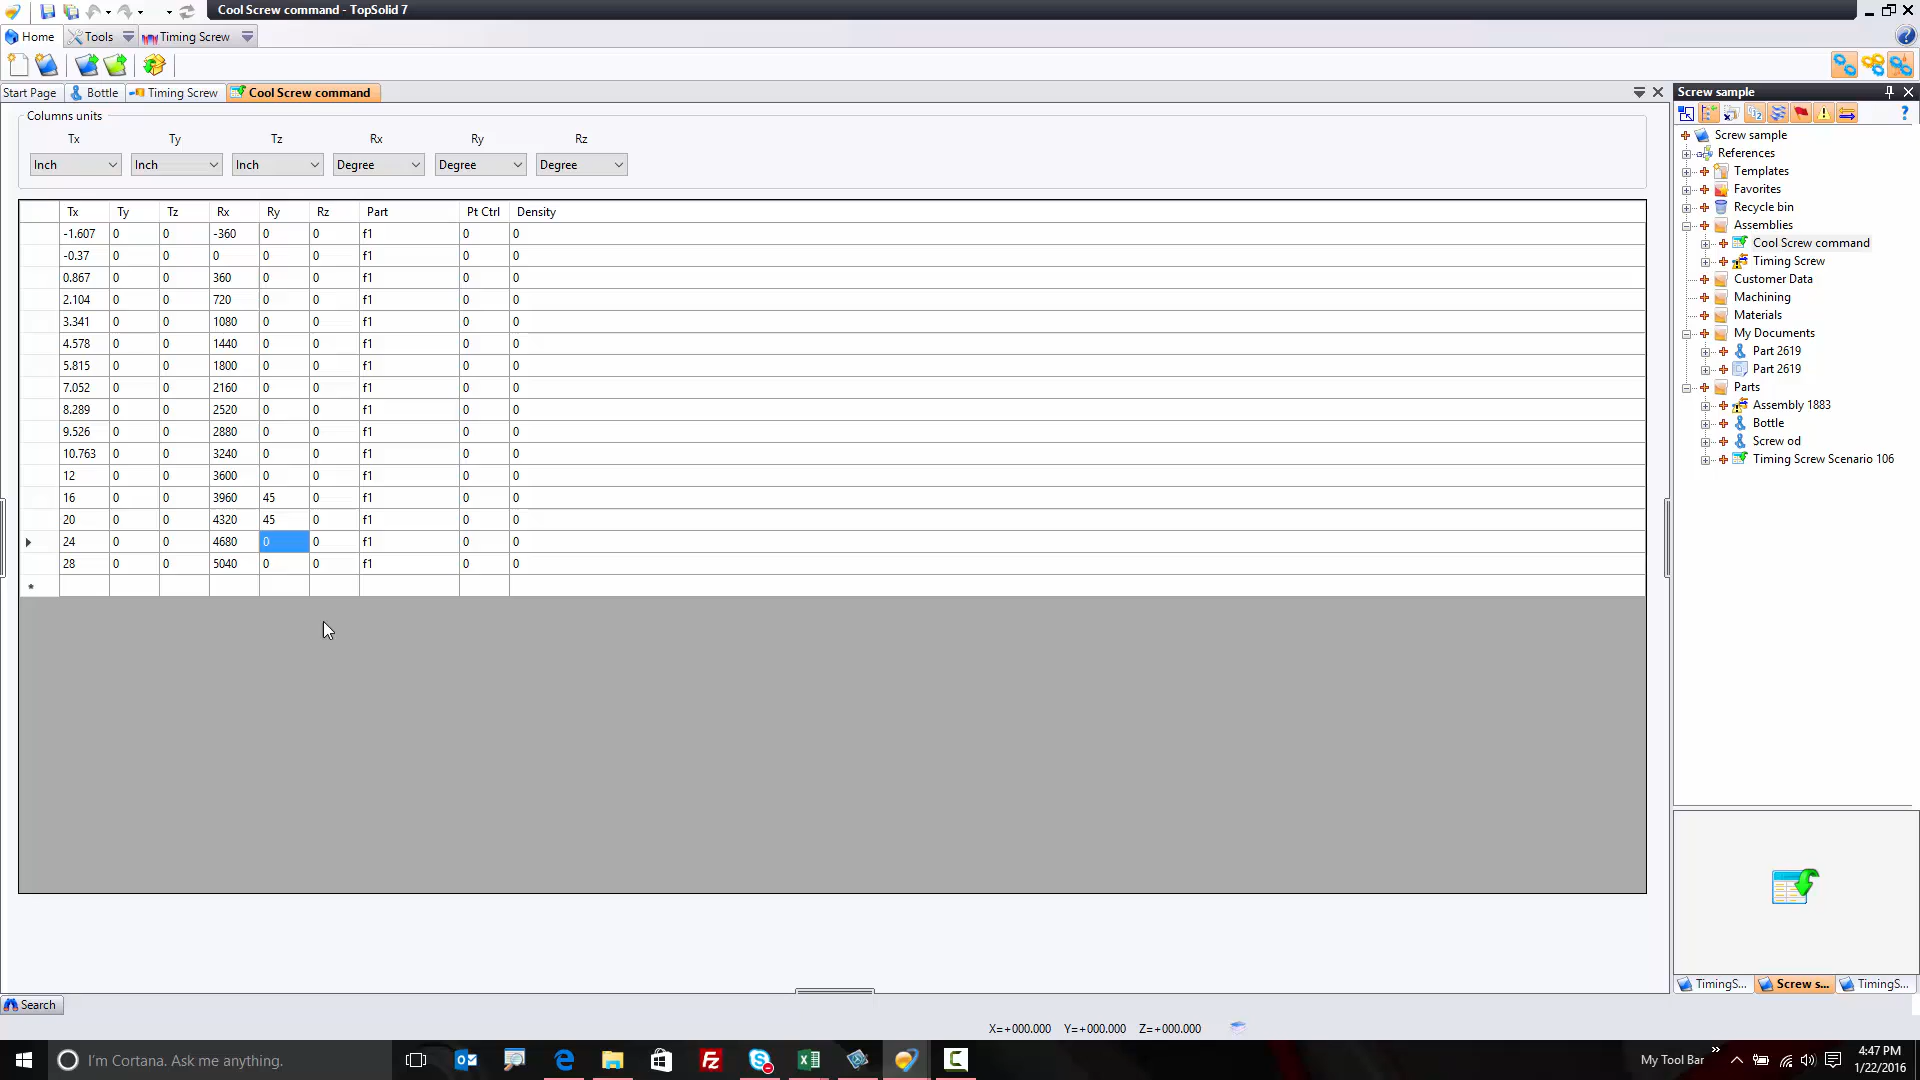 Cool Screw command - TopSolid 7
Home Tools Timing Screw
Start Page Bottle Timing Screw Cool Screw command
Columns units
Tx Ty Tz Rx Ry Rz
Inch Inch Inch Degree Degree Degree
Tx Ty Tz Rx Ry Rz Part Pt Ctrl Density
-1.607 0 0 -360 0 0 f1 0 0
-0.37 0 0 0 0 0 f1 0 0
0.867 0 0 360 0 0 f1 0 0
2.104 0 0 720 0 0 f1 0 0
3.341 0 0 1080 0 0 f1 0 0
4.578 0 0 1440 0 0 f1 0 0
5.815 0 0 1800 0 0 f1 0 0
7.052 0 0 2160 0 0 f1 0 0
8.289 0 0 2520 0 0 f1 0 0
9.526 0 0 2880 0 0 f1 0 0
10.763 0 0 3240 0 0 f1 0 0
12 0 0 3600 0 0 f1 0 0
16 0 0 3960 45 0 f1 0 0
20 0 0 4320 45 0 f1 0 0
24 0 0 4680 0 0 f1 0 0
28 0 0 5040 0 0 f1 0 0
*
Screw sample
Screw sample
References
Templates
Favorites
Recycle bin
Assemblies
Cool Screw command
Timing Screw
Customer Data
Machining
Materials
My Documents
Part 2619
Part 2619
Parts
Assembly 1883
Bottle
Screw od
Timing Screw Scenario 106
TimingS... Screw s... TimingS...
Search
X=+000.000 Y=+000.000 Z=+000.000
I'm Cortana. Ask me anything.
My Tool Bar
4:47 PM
1/22/2016